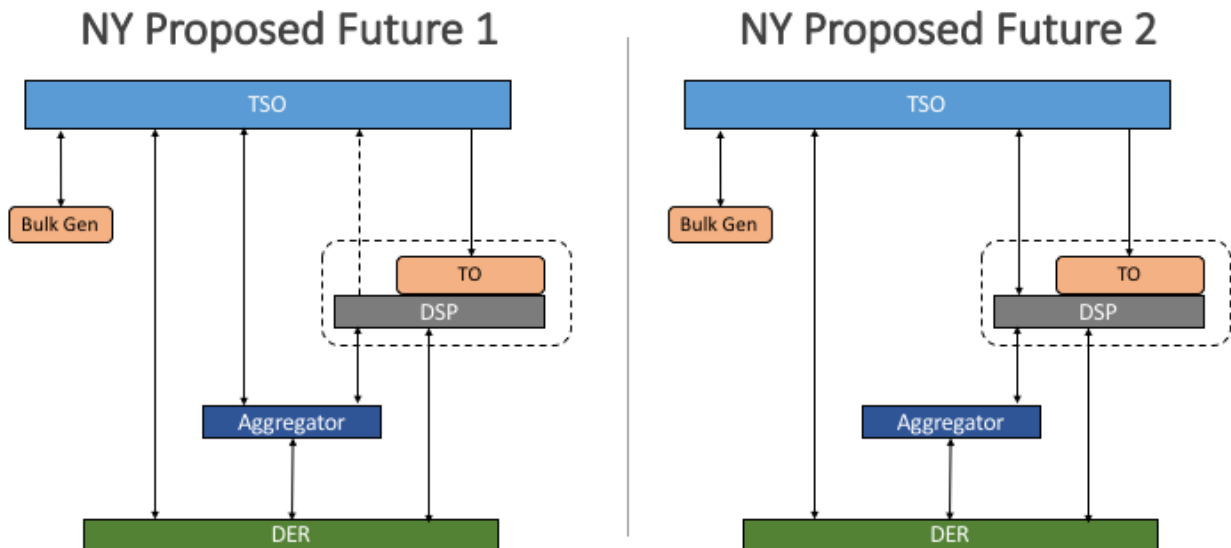 NY Proposed Future 1
TSO
Bulk Gen
TO
DSP
Aggregator
DER
NY Proposed Future 2
TSO
Bulk Gen
TO
DSP
Aggregator
DER